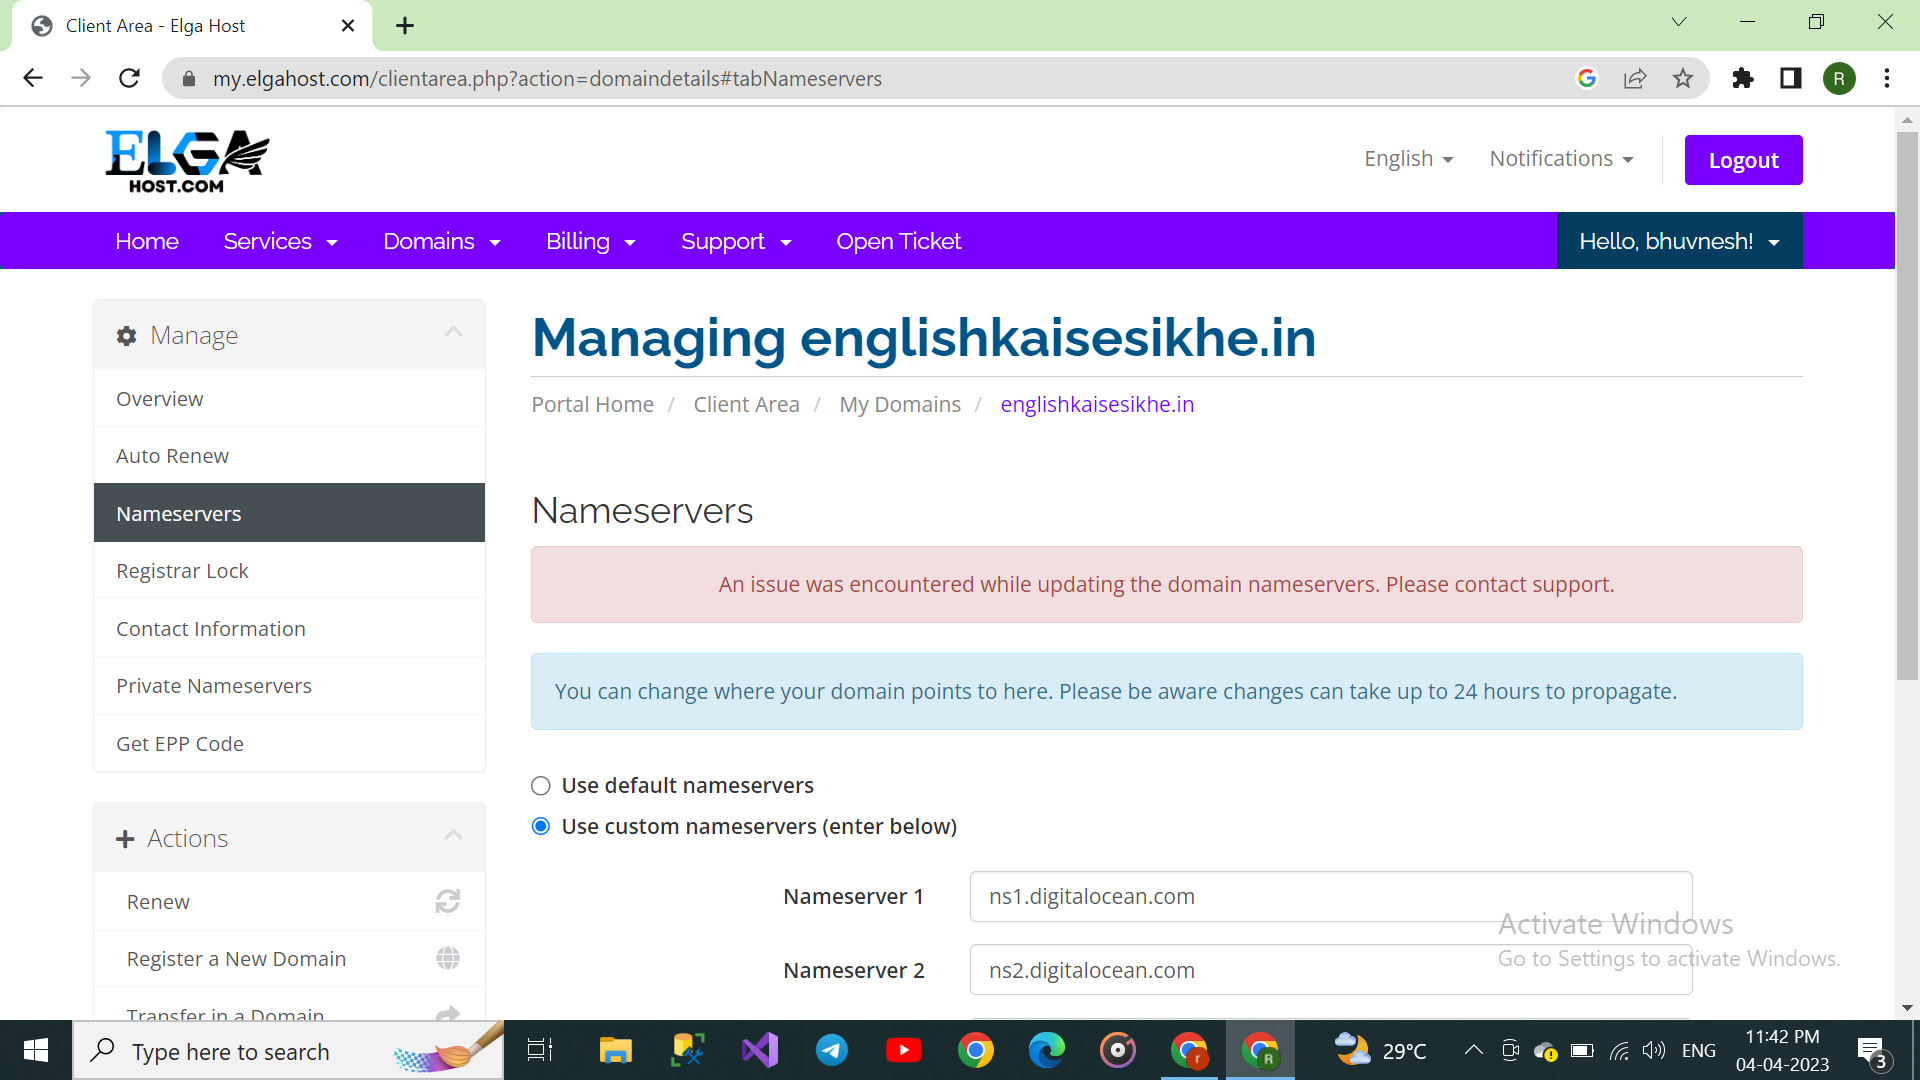 Client Area - Elga Host
my.elgahost.com/clientarea.php?action=domaindetails#tabNameservers
R
ELGA
HOST.COM
English
Notifications
Logout
Home
Services
Domains
Billing
Support
Open Ticket
Hello, bhuvnesh!
Manage
Overview
Auto Renew
Nameservers
Registrar Lock
Contact Information
Private Nameservers
Get EPP Code
Actions
Renew
Register a New Domain
Transfer in a Domain
Managing englishkaisesikhe.in
Portal Home / Client Area / My Domains / englishkaisesikhe.in
Nameservers
An issue was encountered while updating the domain nameservers. Please contact support.
You can change where your domain points to here. Please be aware changes can take up to 24 hours to propagate.
Use default nameservers
Use custom nameservers (enter below)
Nameserver 1
ns1.digitalocean.com
Nameserver 2
ns2.digitalocean.com
Activate Windows
Go to Settings to activate Windows.
Type here to search
r
R
29°C
ENG
11:42 PM
04-04-2023
3